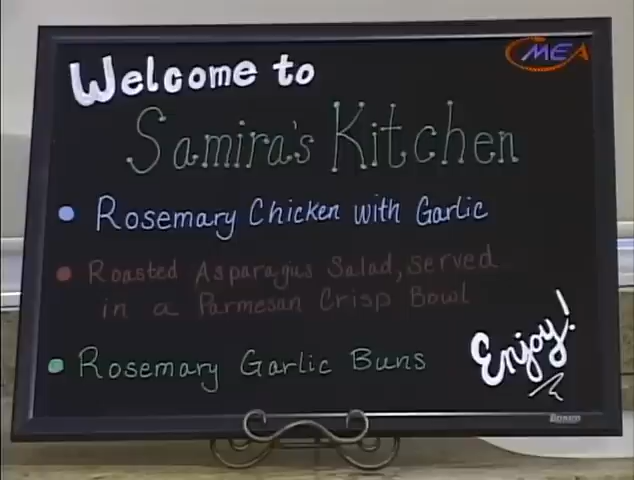 Welcome to
MEA
Samira's Kitchen
• Rosemary Chicken with Garlic
• Roasted Asparagus Salad, served
in a Parmesan Crisp Bowl
• Rosemary Garlic Buns
Enjoy!